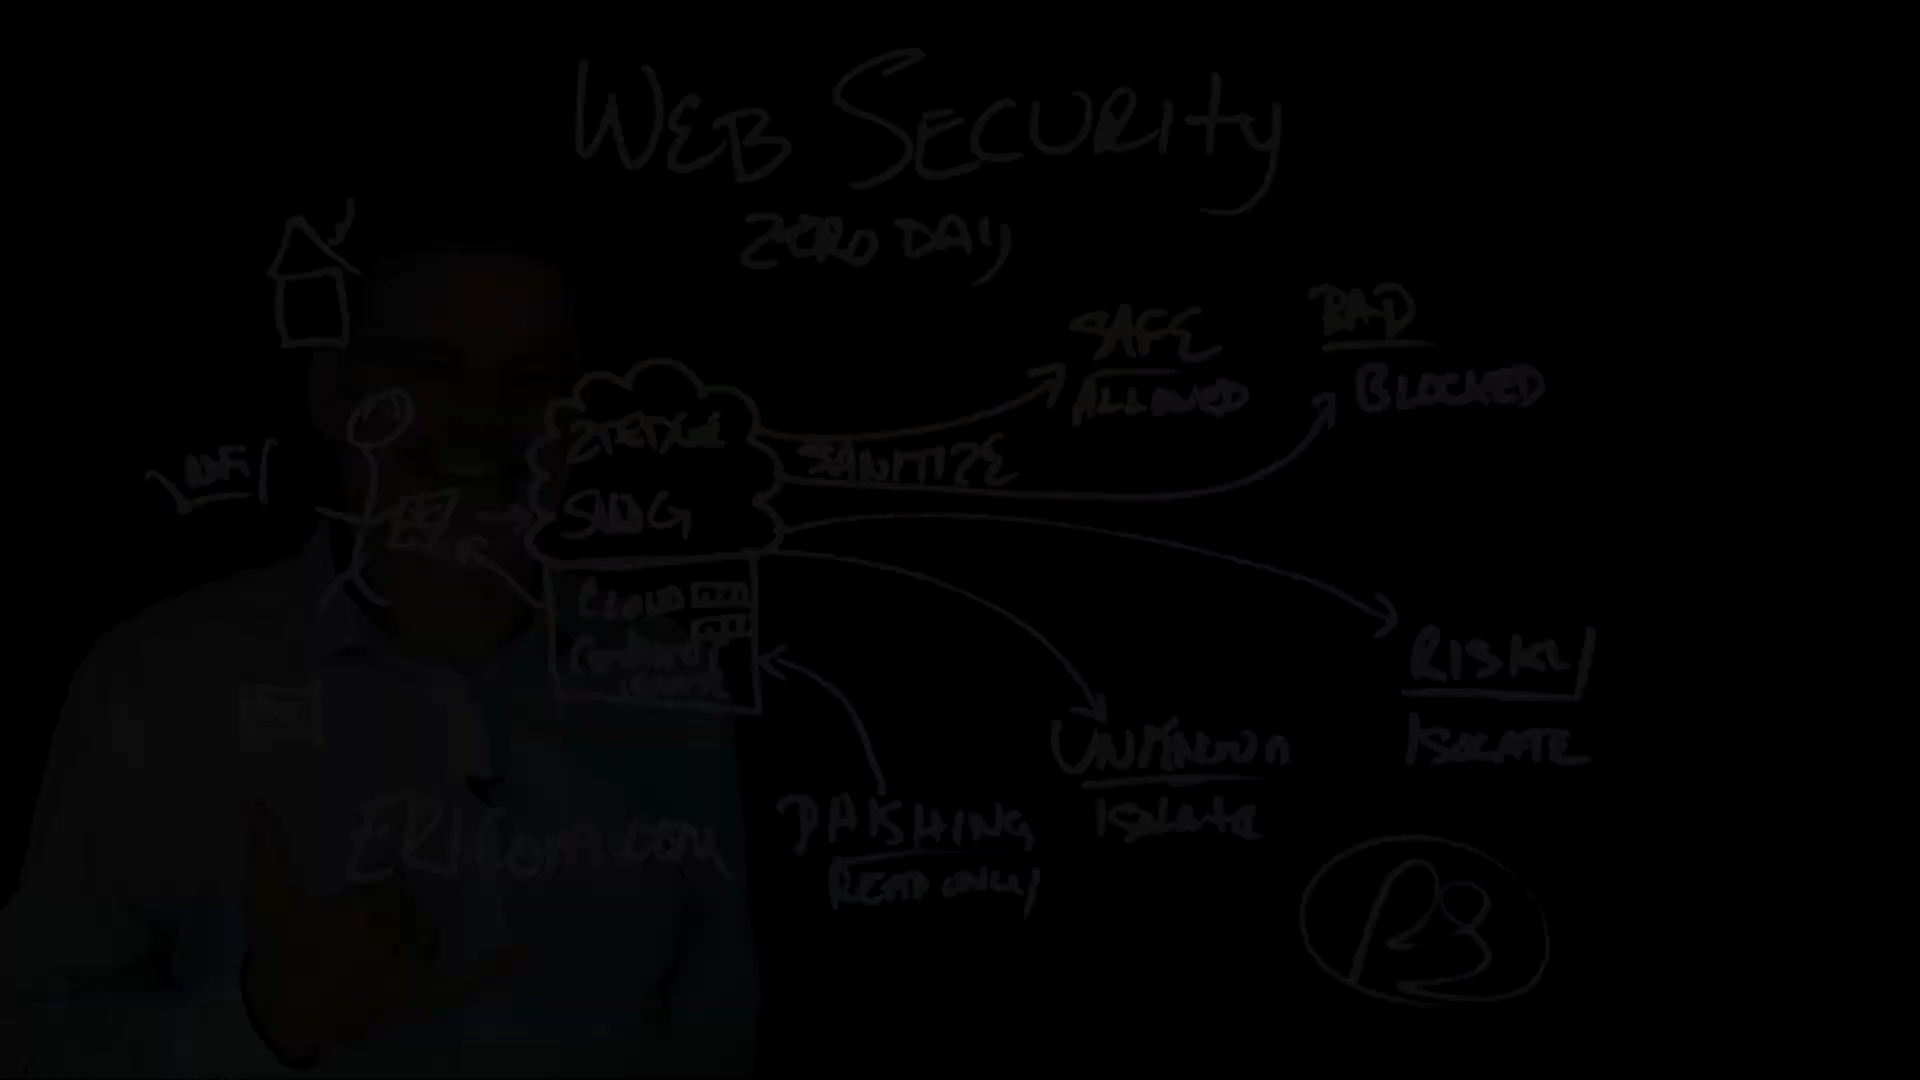 WEB SECURITY
ZERO DAY
SAFE
ALLOWED
BAD
BLOCKED
SANITIZE
ZTEDGE
SWG
CLOUD
RISKY
ISOLATE
UNKNOWN
ISOLATE
PHISHING
READ ONLY
ERICom.com